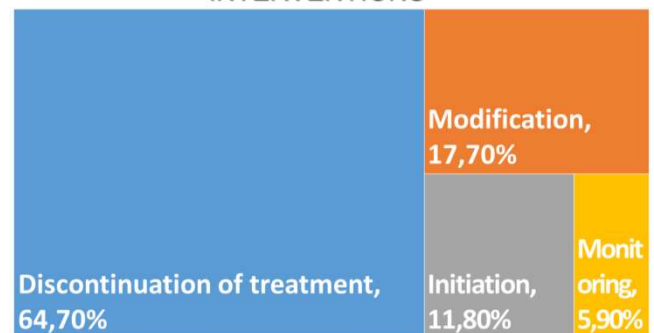 Modification,
17,70%
Discontinuation of treatment,
64,70%
Initiation,
11,80%
Monit
oring,
5,90%